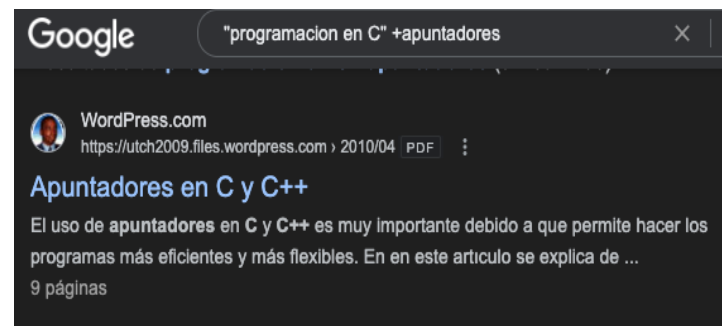 Google
"programacion en C" +apuntadores
WordPress.com
https://utch2009.files.wordpress.com › 2010/04 PDF
Apuntadores en C y C++
El uso de apuntadores en C y C++ es muy importante debido a que permite hacer los
programas más eficientes y más flexibles. En en este artıculo se explica de ...
9 páginas